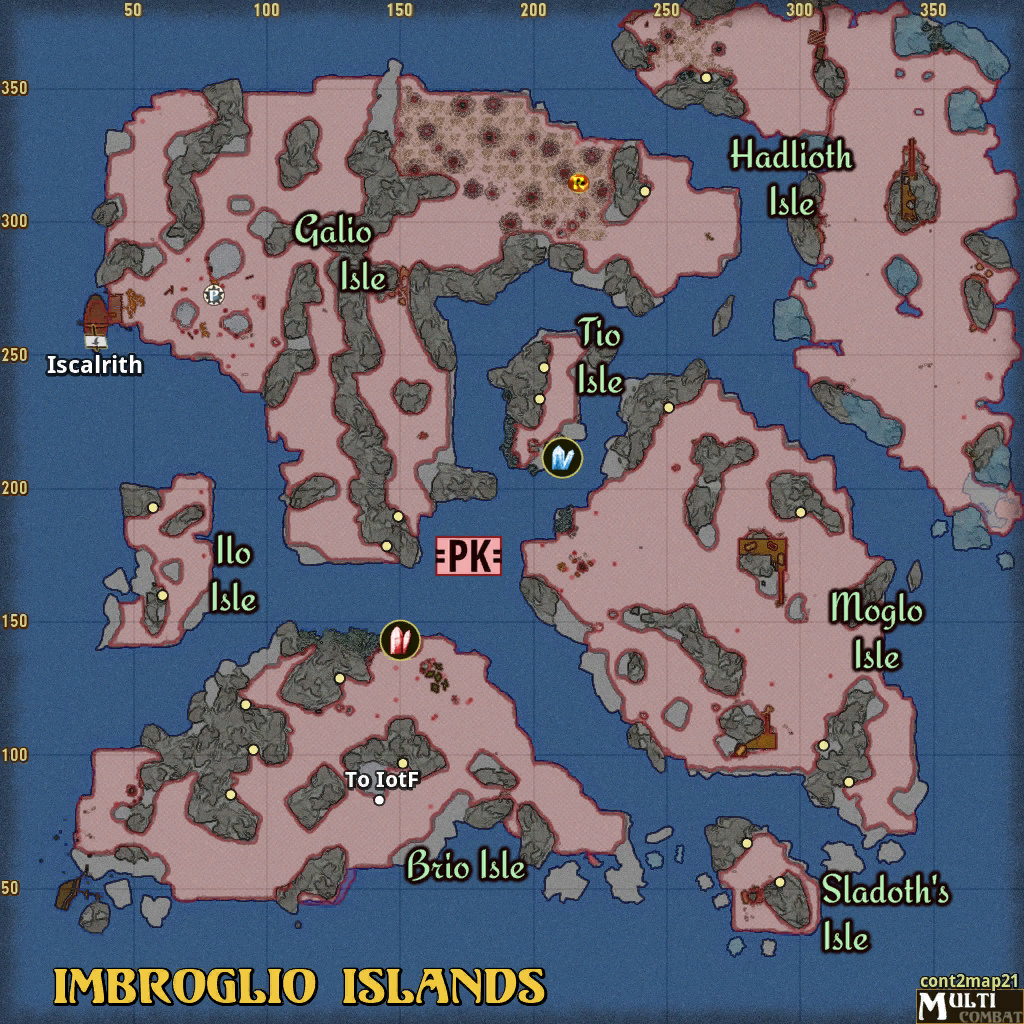 50 100 150 200 250 300 350
350
Hadlioth
Isle
300
Galio
Isle
P
Tio
Isle
250
Iscalrith
200
=PK=
Ilo
Isle
Moglo
Isle
150
100
To IotF
Brio Isle
50
Sladoth's
Isle
IMBROGLIO ISLANDS
cont2map21
MULTI
COMBAT